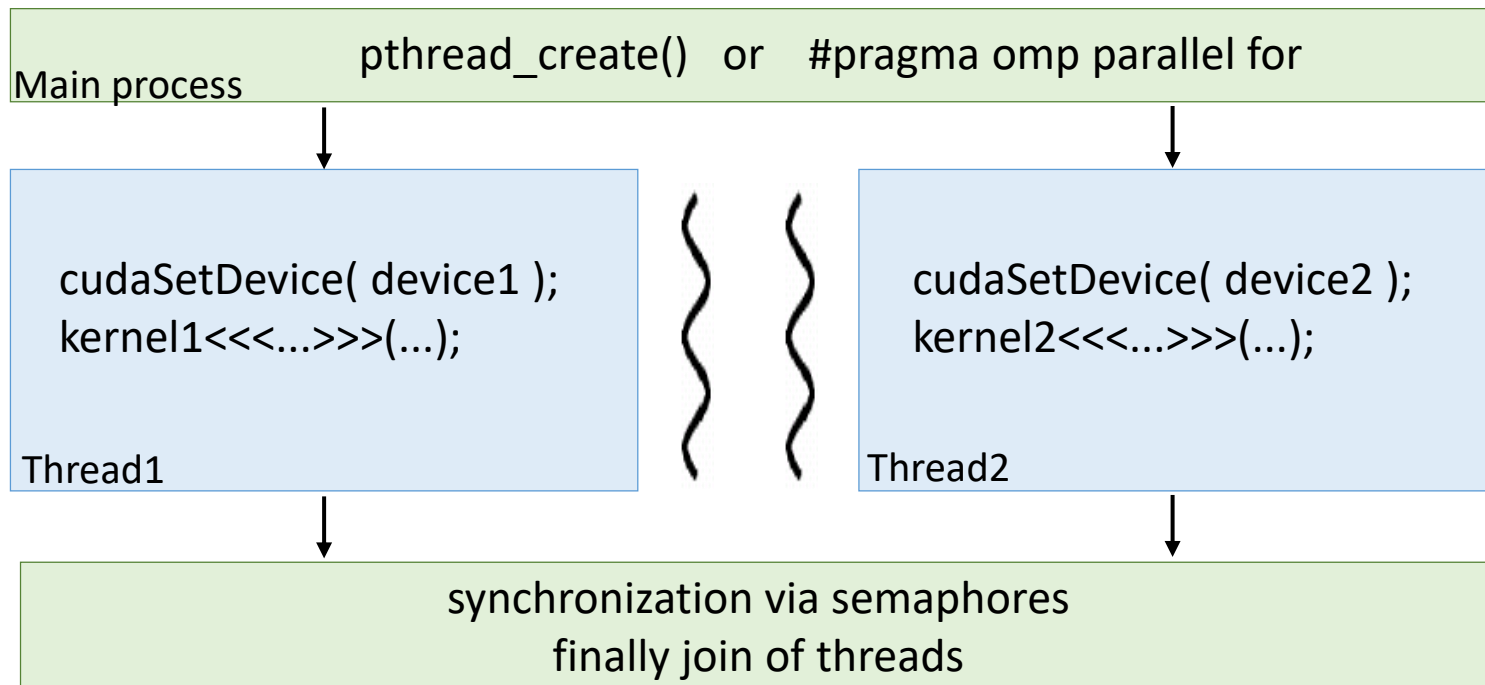 pthread_create() or #pragma omp parallel for
Main process
cudaSetDevice( device1 );
kernel1<<<...>>>(...);
Thread1
cudaSetDevice( device2 );
kernel2<<<...>>>(...);
Thread2
synchronization via semaphores
finally join of threads